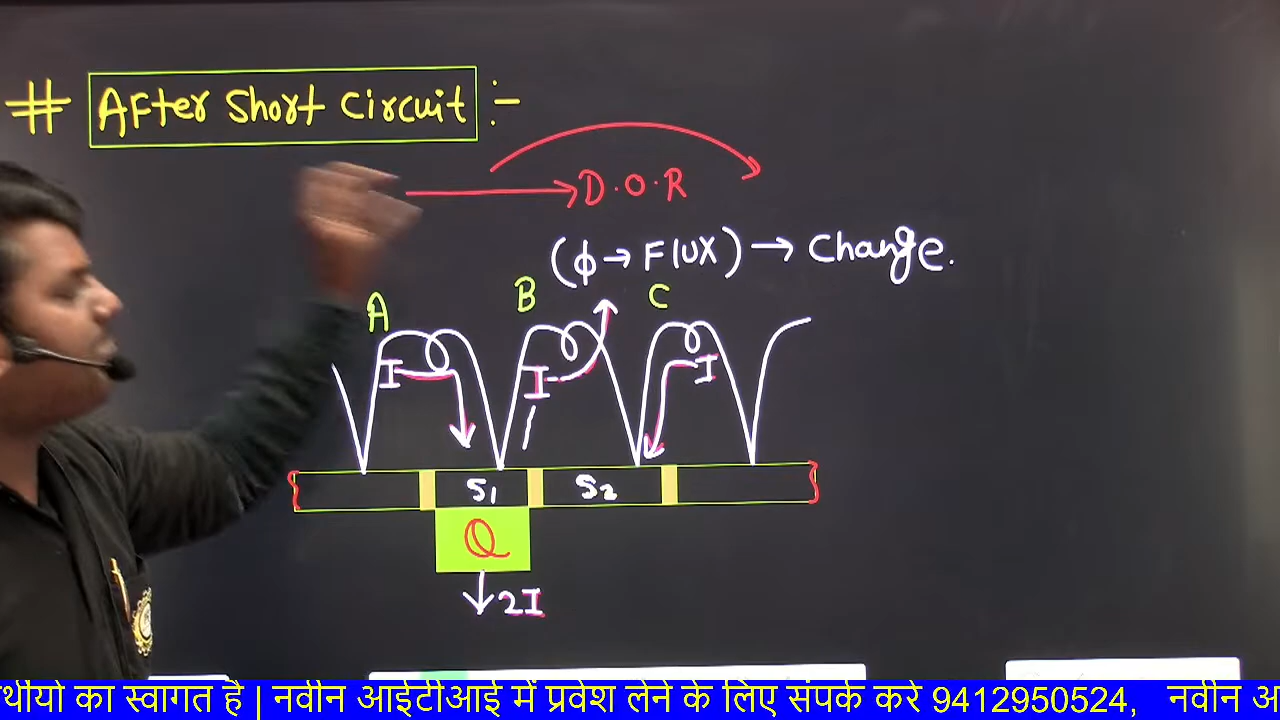 # After Short Circuit :-
D.O.R
(ϕ → Flux) → Change.
A B C
I I I
S₁ S₂
Q
2I
र्थीयो का स्वागत है | नवीन आईटीआई में प्रवेश लेने के लिए संपर्क करे 9412950524, नवीन अ